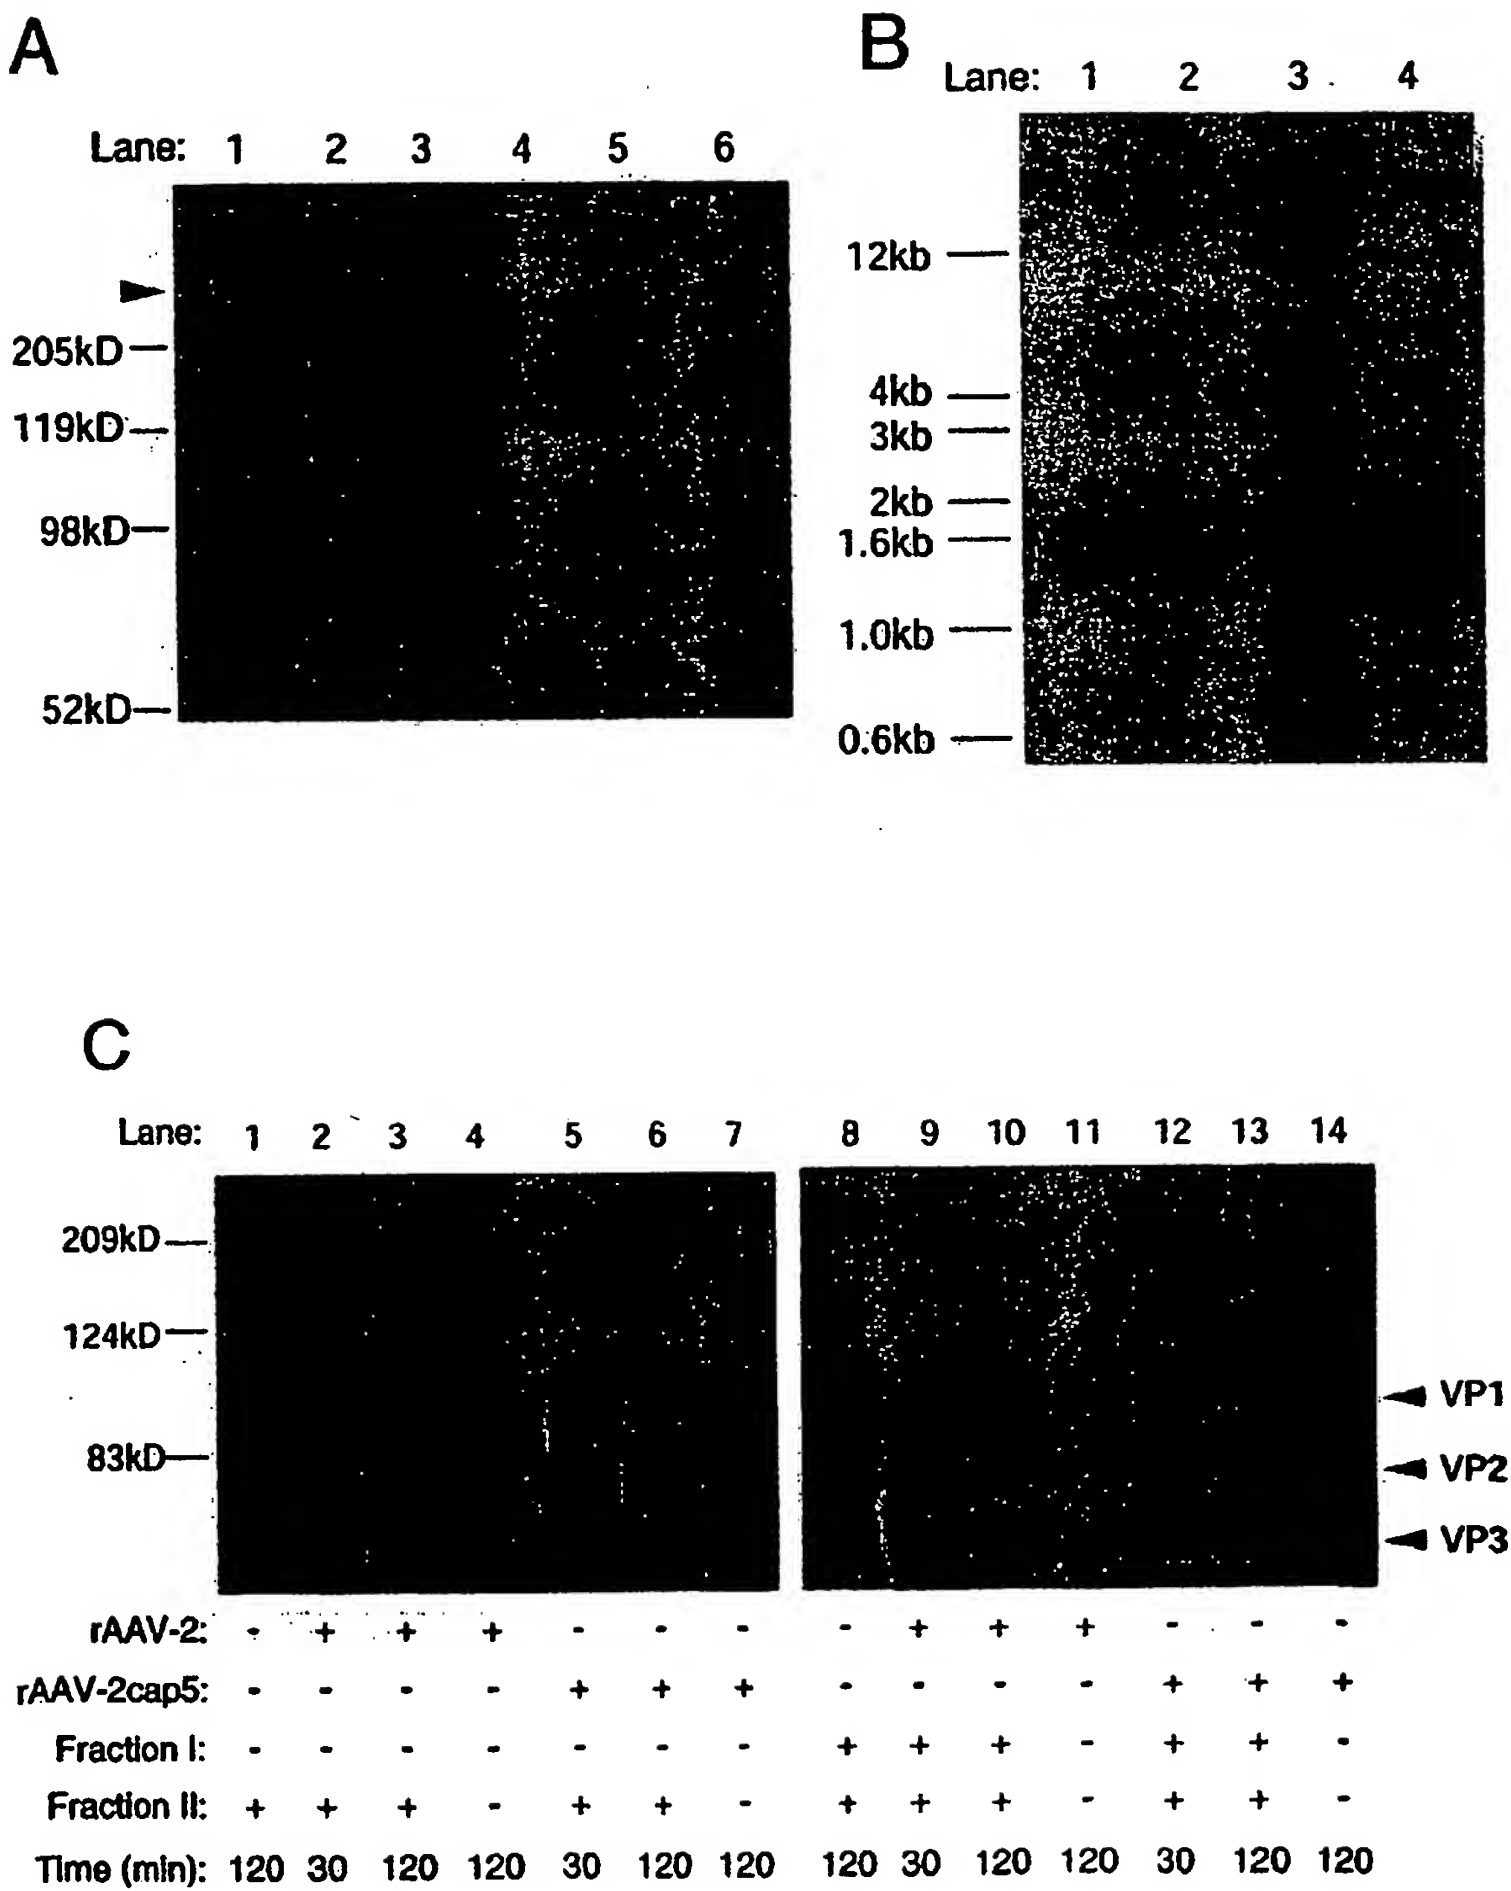 A
Lane: 1 2 3 4 5 6
205kD
119kD
98kD
52kD
B
Lane: 1 2 3 4
12kb
4kb
3kb
2kb
1.6kb
1.0kb
0.6kb
C
Lane: 1 2 3 4 5 6 7 8 9 10 11 12 13 14
209kD
124kD
83kD
VP1
VP2
VP3
rAAV-2: - + + + - - - - + + + - - -
rAAV-2cap5: - - - - + + + - - - - + + +
Fraction I: - - - - - - - + + + - + + -
Fraction II: + + + - + + - + + + - + + -
Time (min): 120 30 120 120 30 120 120 120 30 120 120 30 120 120